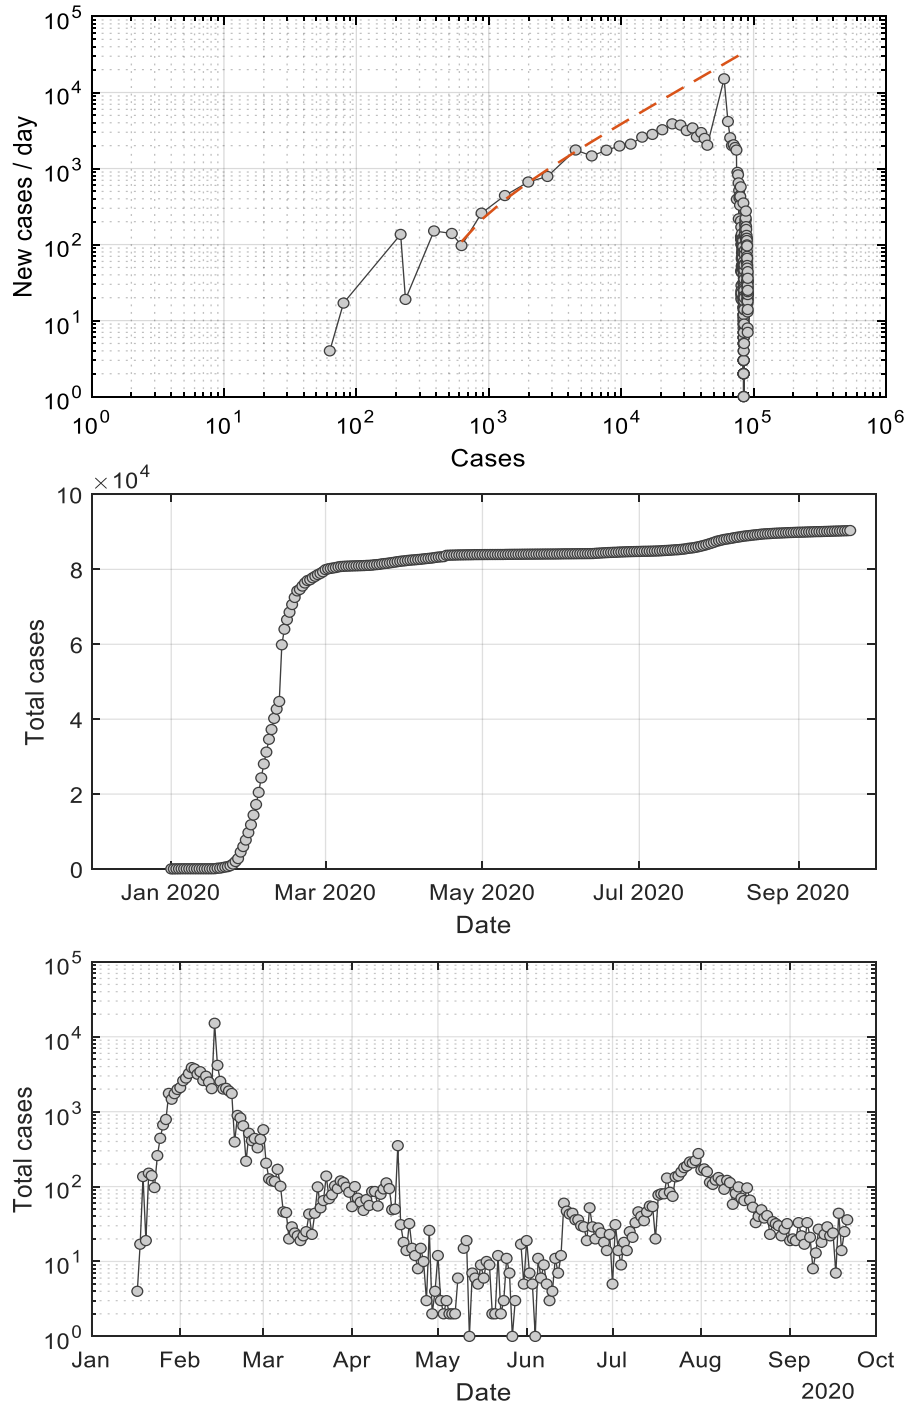 10^5
10^4
10^3
10^2
10^1
10^0
New cases / day
10^0 10^1 10^2 10^3 10^4 10^5 10^6
Cases
×10^4
10
8
6
4
2
0
Total cases
Jan 2020 Mar 2020 May 2020 Jul 2020 Sep 2020
Date
10^5
10^4
10^3
10^2
10^1
10^0
Total cases
Jan Feb Mar Apr May Jun Jul Aug Sep Oct
Date
2020